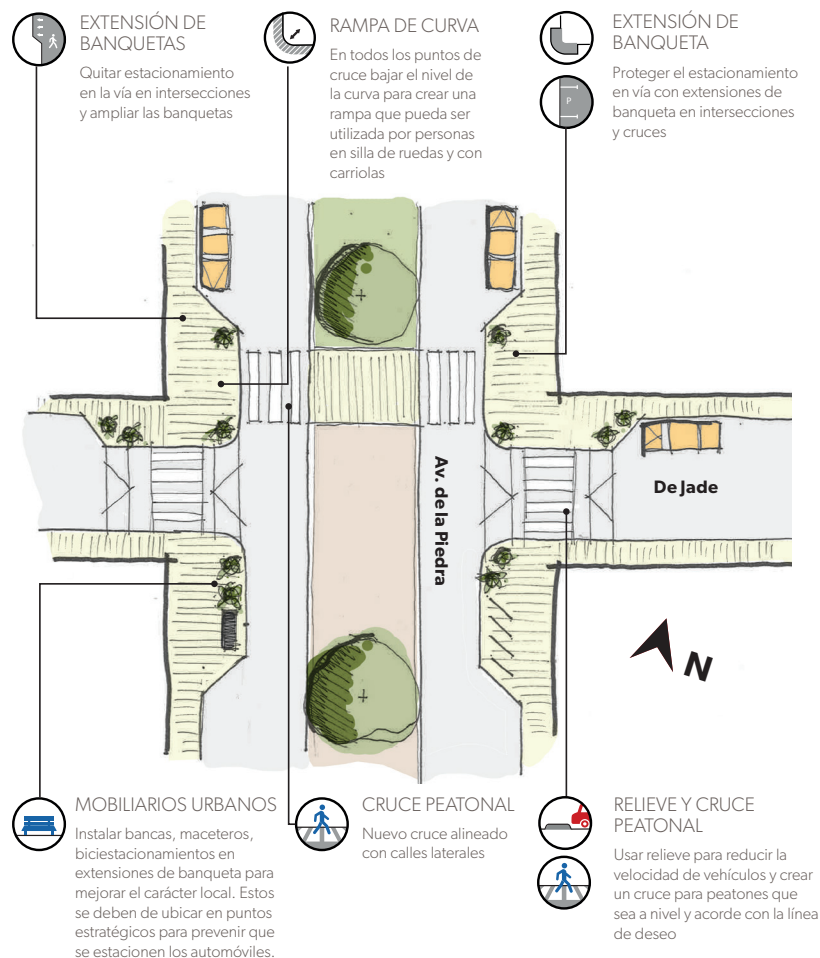 EXTENSIÓN DE
BANQUETAS
Quitar estacionamiento
en la vía en intersecciones
y ampliar las banquetas
RAMPA DE CURVA
En todos los puntos de
cruce bajar el nivel de
la curva para crear una
rampa que pueda ser
utilizada por personas
en silla de ruedas y con
carriolas
EXTENSIÓN DE
BANQUETA
P
Proteger el estacionamiento
en vía con extensiones de
banqueta en intersecciones
y cruces
Av. de la Piedra
De Jade
N
MOBILIARIOS URBANOS
Instalar bancas, maceteros,
biciestacionamientos en
extensiones de banqueta para
mejorar el carácter local. Estos
se deben de ubicar en puntos
estratégicos para prevenir que
se estacionen los automóviles.
CRUCE PEATONAL
Nuevo cruce alineado
con calles laterales
RELIEVE Y CRUCE
PEATONAL
Usar relieve para reducir la
velocidad de vehículos y crear
un cruce para peatones que
sea a nivel y acorde con la línea
de deseo